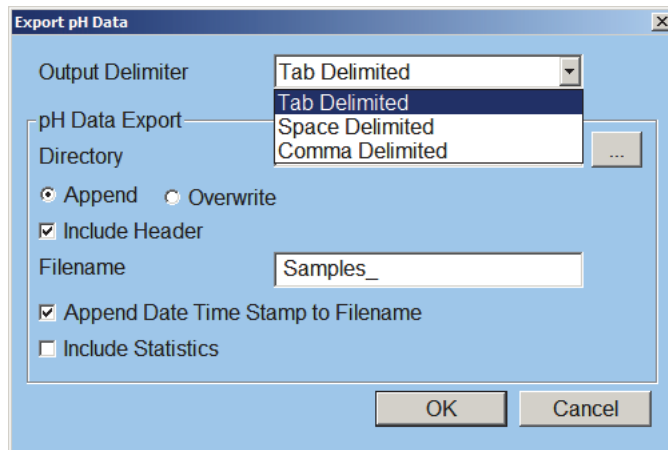 Export pH Data
Output Delimiter Tab Delimited
Tab Delimited
Space Delimited
Comma Delimited
pH Data Export
Directory ...
Append Overwrite
Include Header
Filename Samples_
Append Date Time Stamp to Filename
Include Statistics
OK Cancel